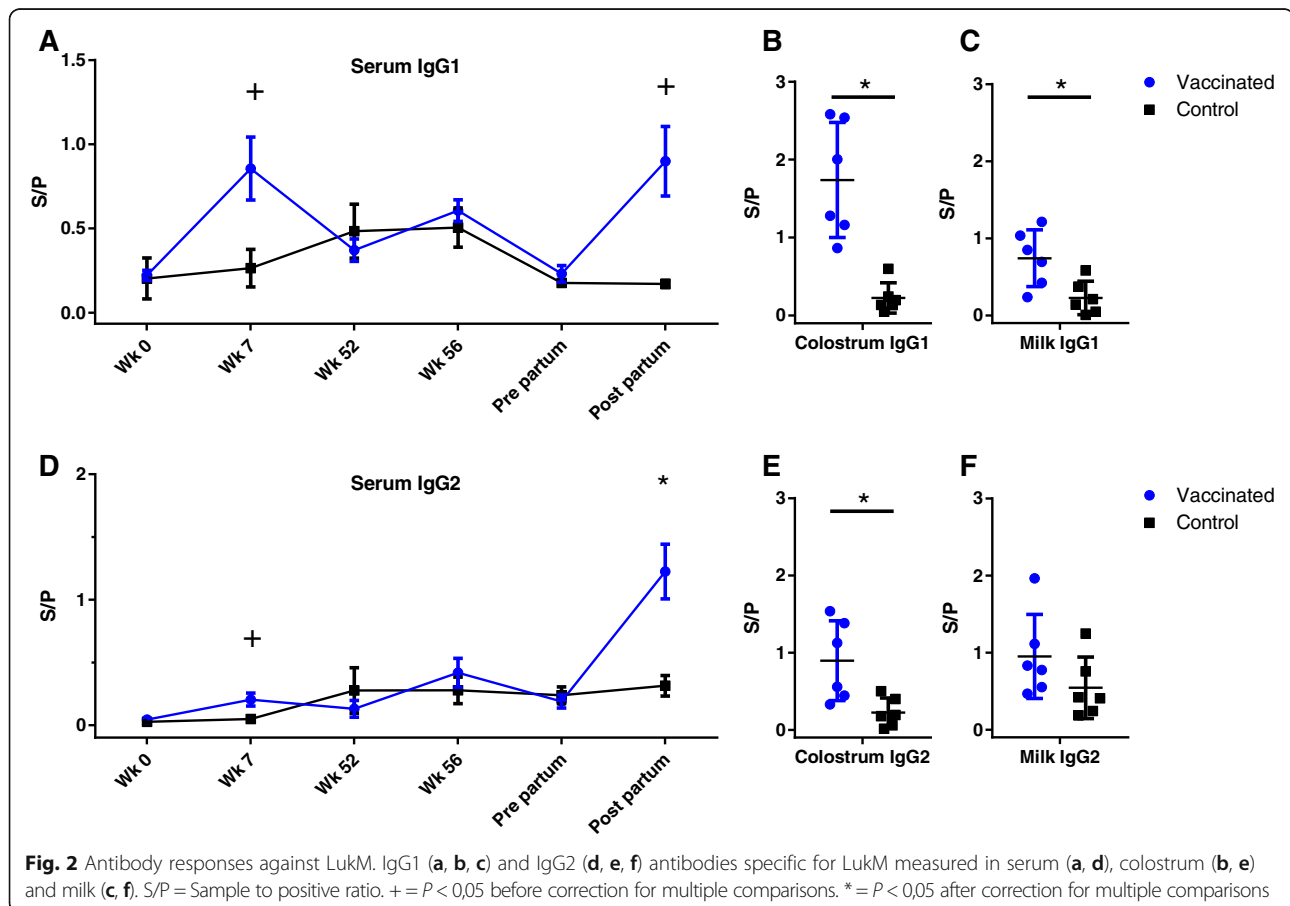 A
Serum IgG1
1.5
1.0
0.5
0.0
S/P
+
+
Wk 0
Wk 7
Wk 52
Wk 56
Pre partum
Post partum
B
3
2
1
0
S/P
*
Colostrum IgG1
C
3
2
1
0
S/P
*
Milk IgG1
Vaccinated
Control
D
Serum IgG2
2
1
0
S/P
+
*
Wk 0
Wk 7
Wk 52
Wk 56
Pre partum
Post partum
E
3
2
1
0
S/P
*
Colostrum IgG2
F
3
2
1
0
S/P
Milk IgG2
Vaccinated
Control
Fig. 2 Antibody responses against LukM. IgG1 (a, b, c) and IgG2 (d, e, f) antibodies specific for LukM measured in serum (a, d), colostrum (b, e)
and milk (c, f). S/P = Sample to positive ratio. + = P < 0,05 before correction for multiple comparisons. * = P < 0,05 after correction for multiple comparisons